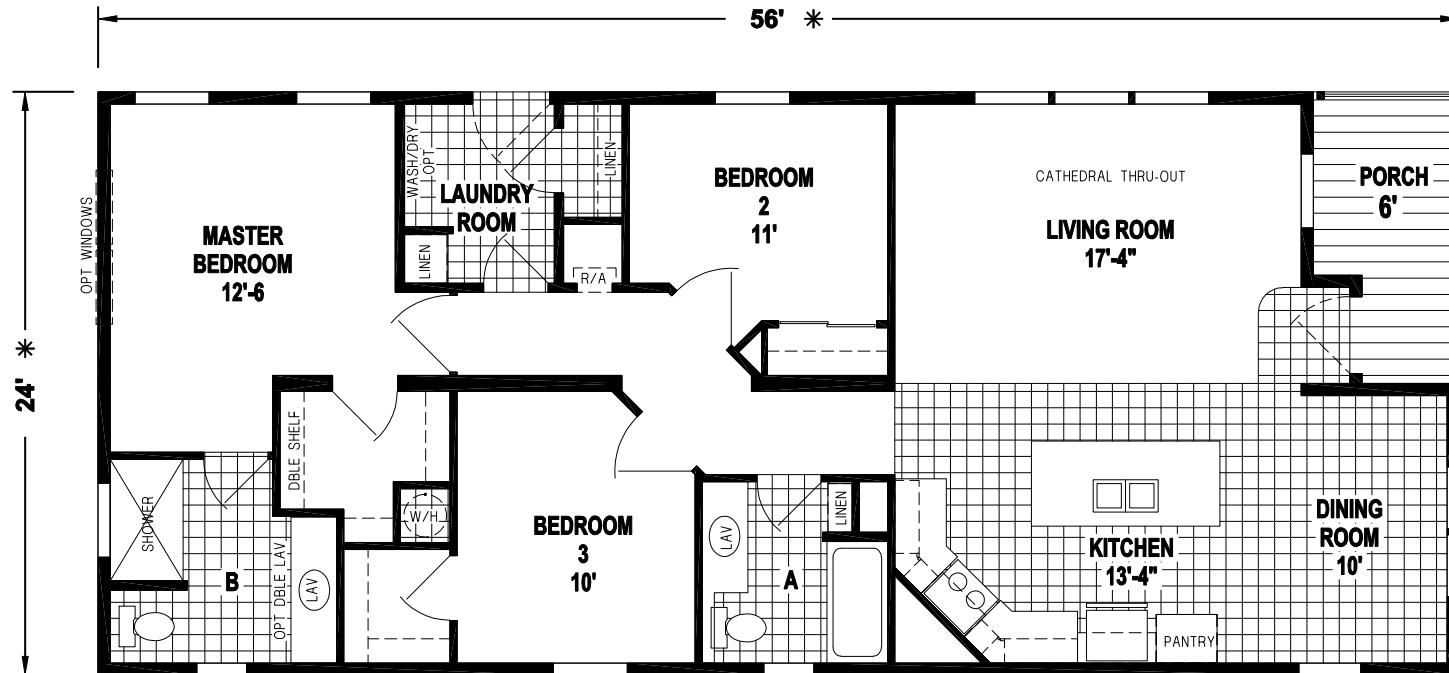 56' *
24' *
OPT WINDOWS
MASTER
BEDROOM
12'-6
WASH/DRY
OPT
LAUNDRY
ROOM
LINEN
LINEN
R/A
BEDROOM
2
11'
CATHEDRAL THRU-OUT
LIVING ROOM
17'-4"
PORCH
6'
DBLE SHELF
W/H
SHOWER
B
OPT DBLE LAV
LAV
BEDROOM
3
10'
LAV
A
LINEN
KITCHEN
13'-4"
PANTRY
DINING
ROOM
10'